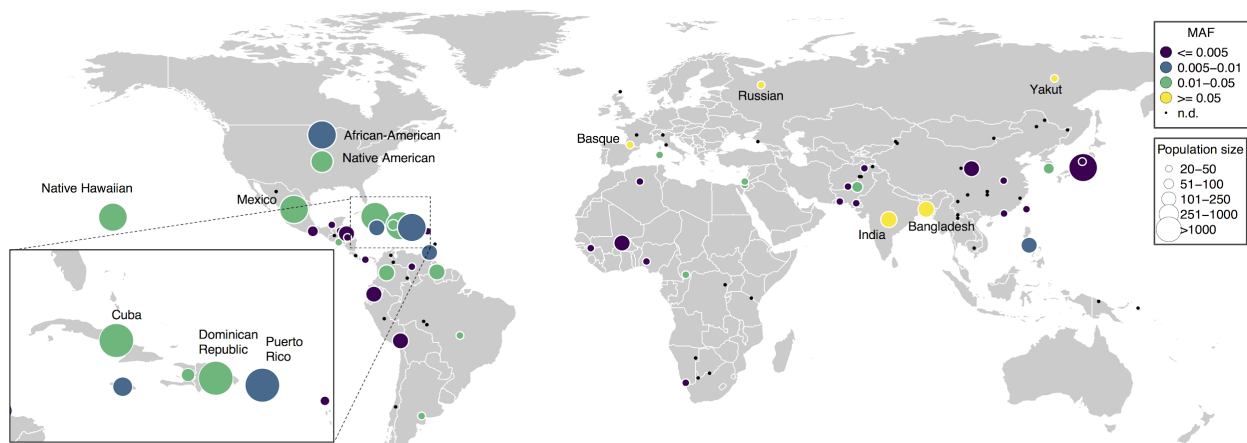 MAF
<= 0.005
0.005–0.01
0.01–0.05
>= 0.05
n.d.
Population size
20–50
51–100
101–250
251–1000
>1000
Russian
Yakut
Basque
African-American
Native American
Native Hawaiian
Mexico
India
Bangladesh
Cuba
Dominican
Republic
Puerto
Rico